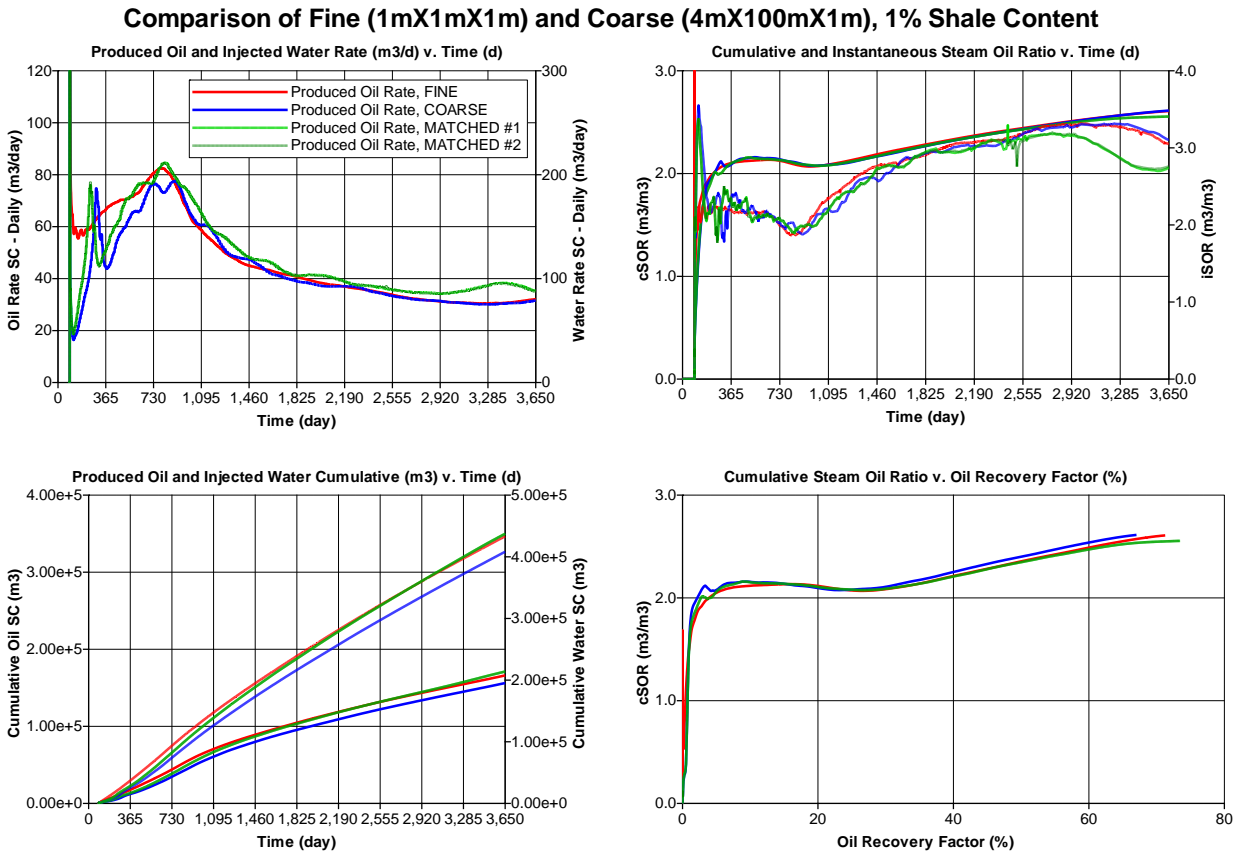 Comparison of Fine (1mX1mX1m) and Coarse (4mX100mX1m), 1% Shale Content
Produced Oil and Injected Water Rate (m3/d) v. Time (d)
Oil Rate SC - Daily (m3/day)
120
100
80
60
40
20
0
Produced Oil Rate, FINE
Produced Oil Rate, COARSE
Produced Oil Rate, MATCHED #1
Produced Oil Rate, MATCHED #2
300
200
100
0
Water Rate SC - Daily (m3/day)
0 365 730 1,095 1,460 1,825 2,190 2,555 2,920 3,285 3,650
Time (day)
Cumulative and Instantaneous Steam Oil Ratio v. Time (d)
cSOR (m3/m3)
3.0
2.0
1.0
0.0
4.0
3.0
2.0
1.0
0.0
iSOR (m3/m3)
0 365 730 1,095 1,460 1,825 2,190 2,555 2,920 3,285 3,650
Time (day)
Produced Oil and Injected Water Cumulative (m3) v. Time (d)
Cumulative Oil SC (m3)
4.00e+5
3.00e+5
2.00e+5
1.00e+5
0.00e+0
5.00e+5
4.00e+5
3.00e+5
2.00e+5
1.00e+5
0.00e+0
Cumulative Water SC (m3)
0 365 730 1,095 1,460 1,825 2,190 2,555 2,920 3,285 3,650
Time (day)
Cumulative Steam Oil Ratio v. Oil Recovery Factor (%)
cSOR (m3/m3)
3.0
2.0
1.0
0.0
0 20 40 60 80
Oil Recovery Factor (%)